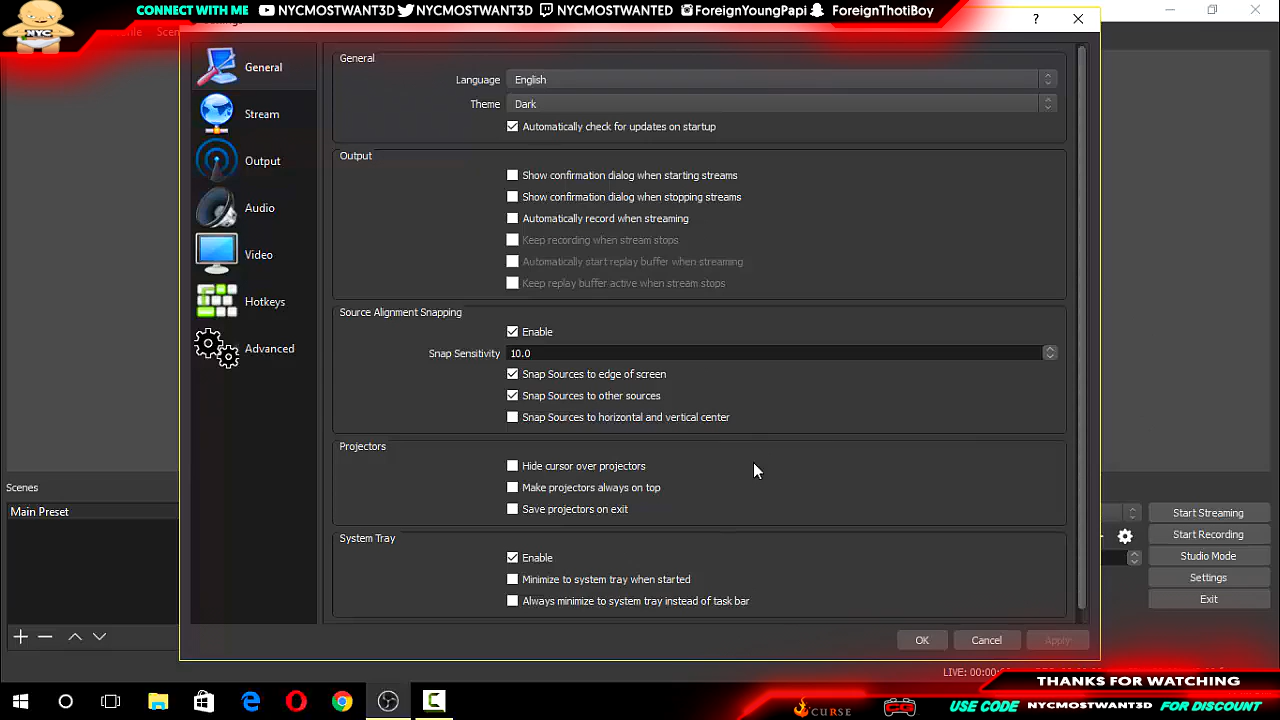 CONNECT WITH ME NYCMOSTWANT3D NYCMOSTWANT3D NYCMOSTWANTED ForeignYoungPapi ForeignThotiBoy
NYC
General
Stream
Output
Audio
Video
Hotkeys
Advanced
General
Language English
Theme Dark
Automatically check for updates on startup
Output
Show confirmation dialog when starting streams
Show confirmation dialog when stopping streams
Automatically record when streaming
Keep recording when stream stops
Automatically start replay buffer when streaming
Keep replay buffer active when stream stops
Source Alignment Snapping
Enable
Snap Sensitivity 10.0
Snap Sources to edge of screen
Snap Sources to other sources
Snap Sources to horizontal and vertical center
Projectors
Hide cursor over projectors
Make projectors always on top
Save projectors on exit
System Tray
Enable
Minimize to system tray when started
Always minimize to system tray instead of task bar
OK Cancel Apply
Scenes
Main Preset
Start Streaming
Start Recording
Studio Mode
Settings
Exit
THANKS FOR WATCHING
CURSE
USE CODE NYCMOSTWANT3D FOR DISCOUNT